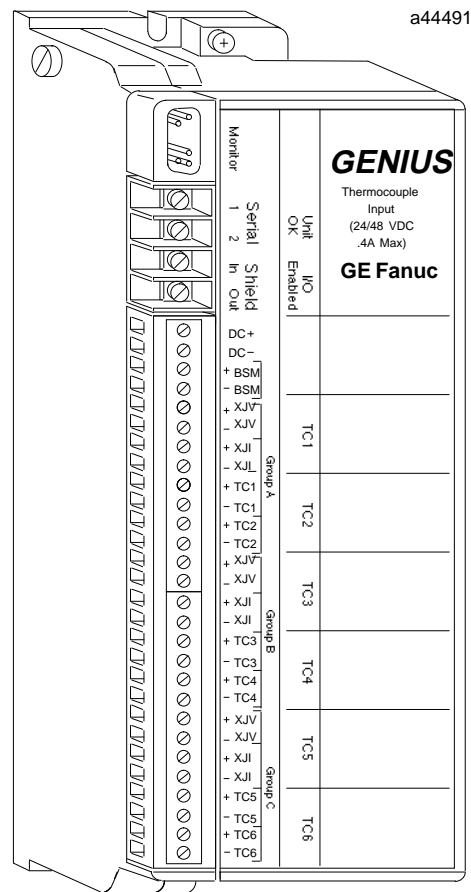 a44491
Monitor
Serial
1 2
Shield
In Out
Unit
OK
I/O
Enabled
GENIUS
Thermocouple
Input
(24/48 VDC
.4A Max)
GE Fanuc
DC+
DC–
+ BSM
– BSM
Group A
+ XJV
– XJV
+ XJI
– XJI
+ TC1
– TC1
+ TC2
– TC2
Group B
+ XJV
– XJV
+ XJI
– XJI
+ TC3
– TC3
+ TC4
– TC4
Group C
+ XJV
– XJV
+ XJI
– XJI
+ TC5
– TC5
+ TC6
– TC6
TC1
TC2
TC3
TC4
TC5
TC6